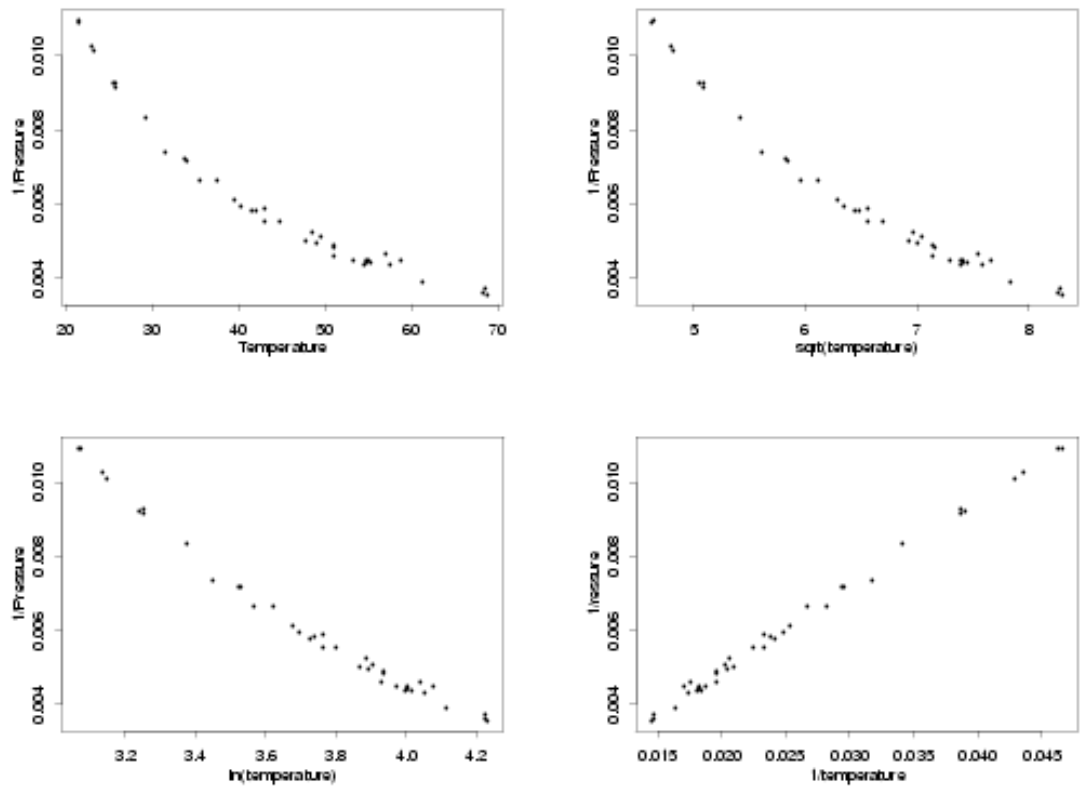 1/Pressure
0.004 0.006 0.008 0.010
20 30 40 50 60 70
Temperature
1/Pressure
0.004 0.006 0.008 0.010
5 6 7 8
sqrt(temperature)
1/Pressure
0.004 0.006 0.008 0.010
3.2 3.4 3.6 3.8 4.0 4.2
ln(temperature)
1/ressure
0.004 0.006 0.008 0.010
0.015 0.020 0.025 0.030 0.035 0.040 0.045
1/temperature